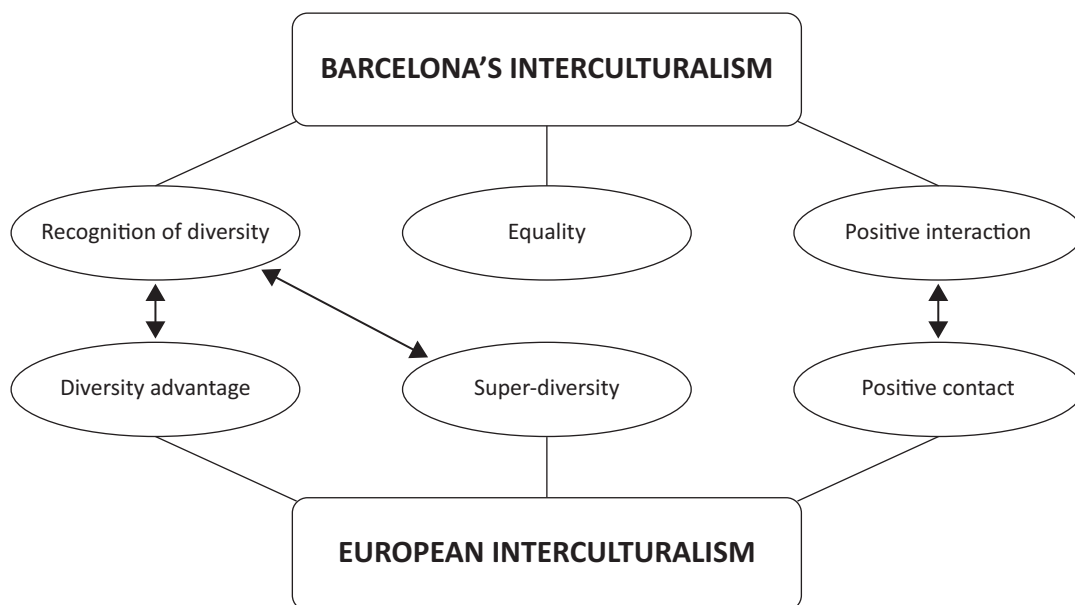 BARCELONA’S INTERCULTURALISM
Recognition of diversity
Equality
Positive interaction
Diversity advantage
Super-diversity
Positive contact
EUROPEAN INTERCULTURALISM